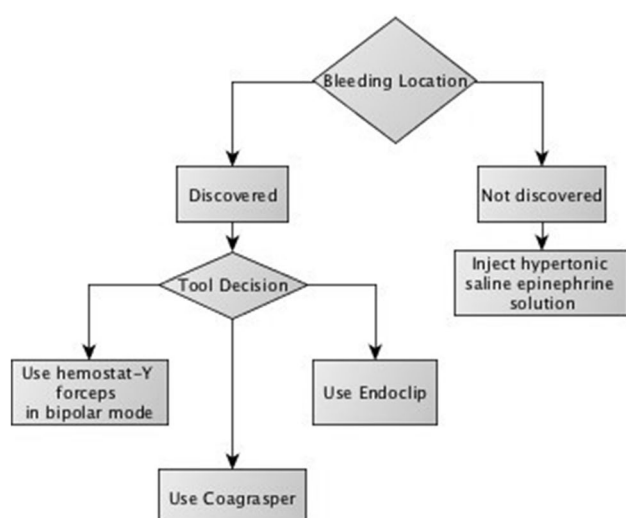 Bleeding Location
Discovered
Not discovered
Tool Decision
Inject hypertonic
saline epinephrine
solution
Use hemostat-Y
forceps
in bipolar mode
Use Endoclip
Use Coagrasper